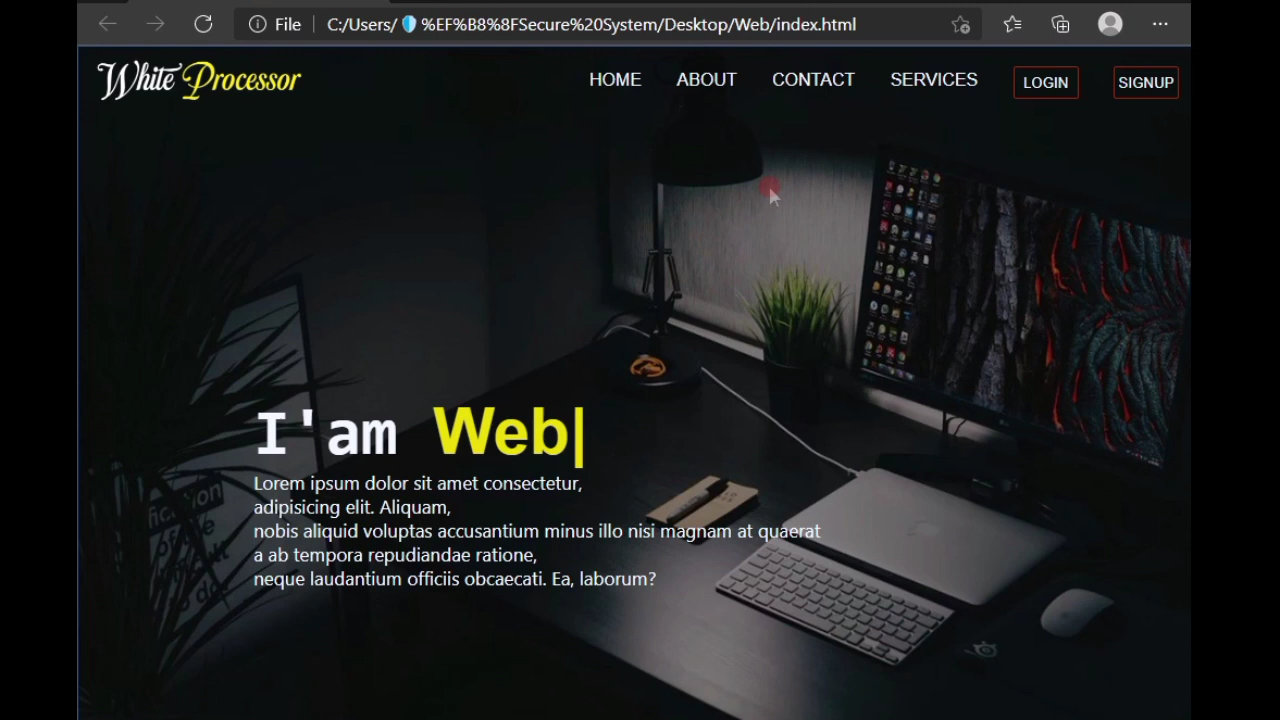 File
C:/Users/ 🛡️ %EF%B8%8FSecure%20System/Desktop/Web/index.html
White Processor
HOME
ABOUT
CONTACT
SERVICES
LOGIN
SIGNUP
I'am Web|
Lorem ipsum dolor sit amet consectetur,
adipisicing elit. Aliquam,
nobis aliquid voluptas accusantium minus illo nisi magnam at quaerat
a ab tempora repudiandae ratione,
neque laudantium officiis obcaecati. Ea, laborum?